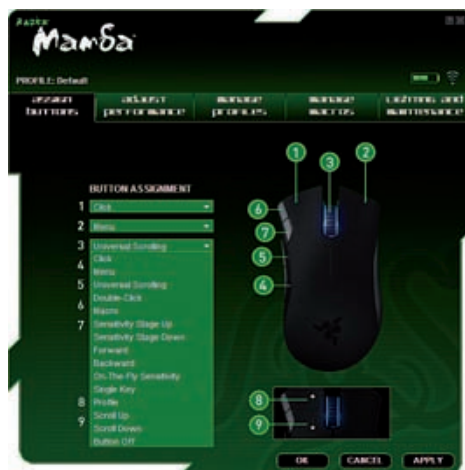 RAZER
Mamba
PROFILE: Default
assign buttons
adjust performance
manage profiles
manage macros
Lighting and maintenance
BUTTON ASSIGNMENT
1 Click
2 Menu
3 Universal Scrolling
4 Click
Menu
5 Universal Scrolling
Double-Click
6 Macro
7 Sensitivity Stage Up
Sensitivity Stage Down
Forward
Backward
On-The-Fly Sensitivity
Single Key
8 Profile
Scroll Up
9 Scroll Down
Button Off
1
3
2
6
7
5
4
8
9
OK
CANCEL
APPLY